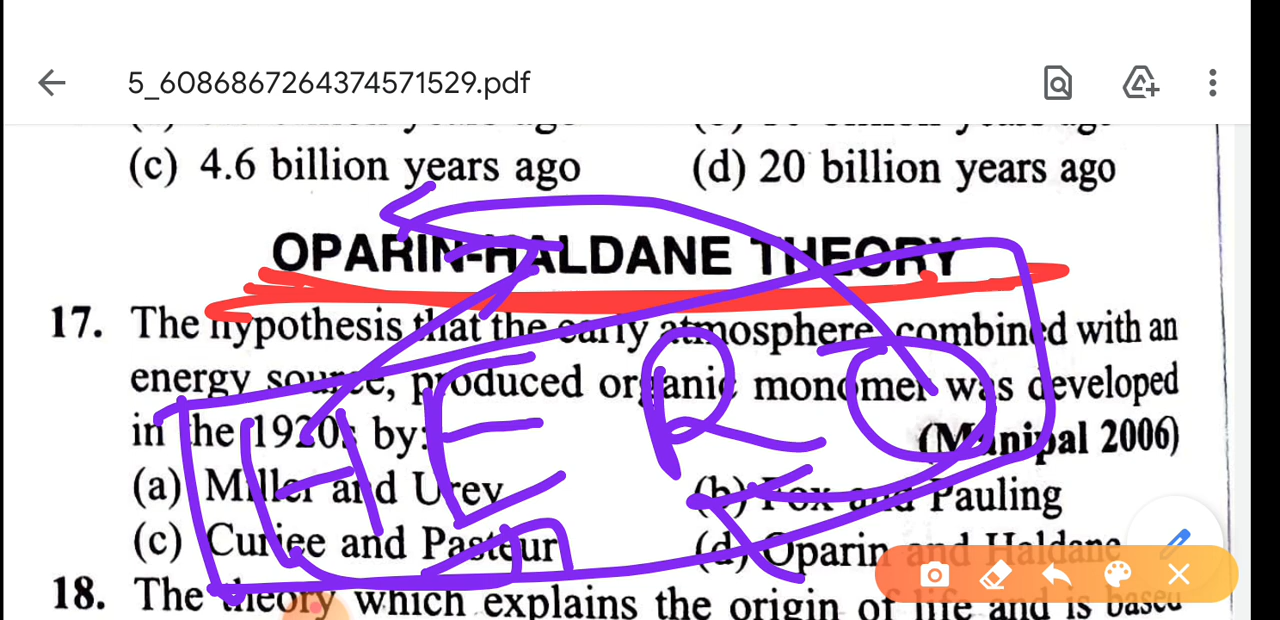 5_6086867264374571529.pdf
(c) 4.6 billion years ago
(d) 20 billion years ago
OPARIN-HALDANE THEORY
17. The hypothesis that the early atmosphere combined with an
energy source, produced organic monomer was developed
in the 1920s by:
(Manipal 2006)
HERO
(a) Miller and Urey
(b) Fox and Pauling
(c) Curiee and Pasteur
(d) Oparin and Haldane
18. The theory which explains the origin of life and is based